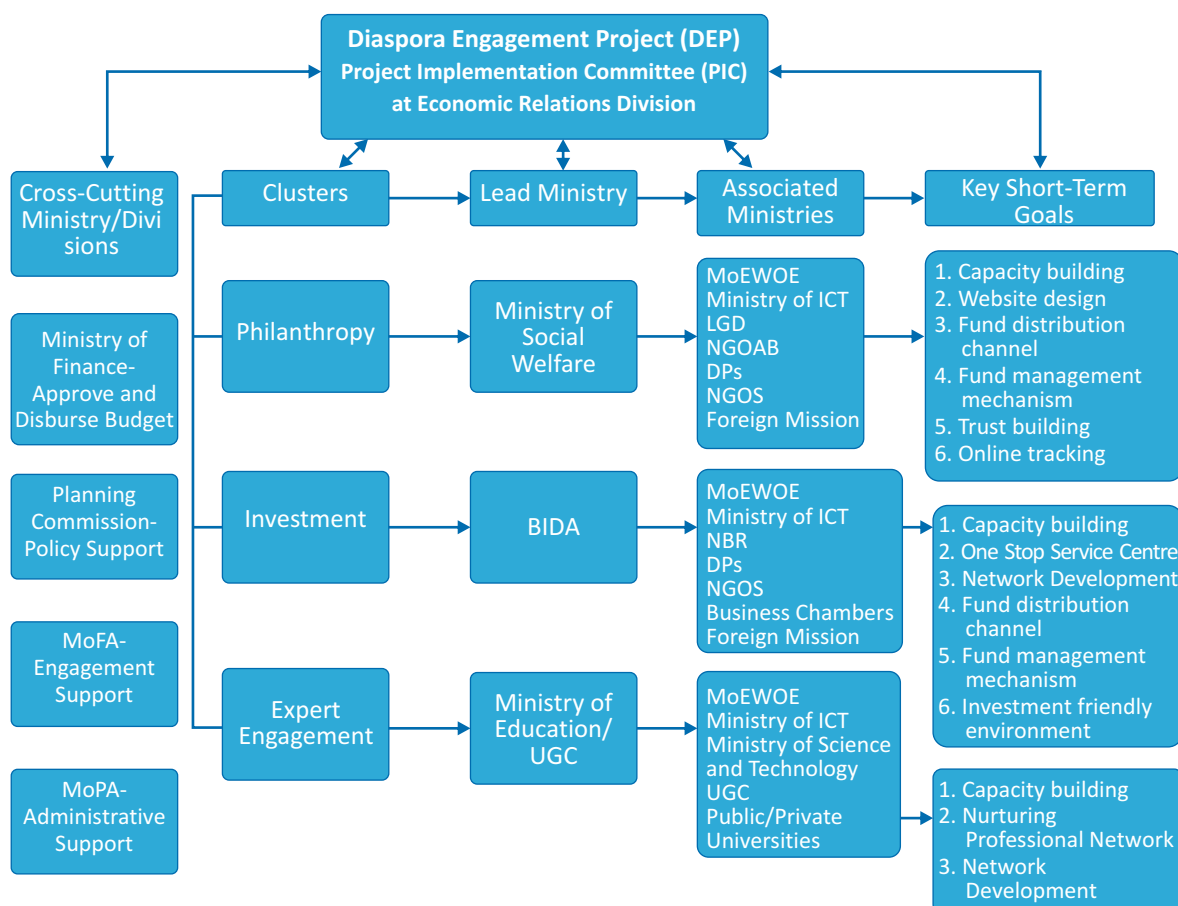 Diaspora Engagement Project (DEP)
Project Implementation Committee (PIC)
at Economic Relations Division
Cross-Cutting
Ministry/Divi
sions
Clusters
Lead Ministry
Associated
Ministries
Key Short-Term
Goals
Ministry of
Finance-
Approve and
Disburse Budget
Planning
Commission-
Policy Support
MoFA-
Engagement
Support
MoPA-
Administrative
Support
Philanthropy
Ministry of
Social
Welfare
MoEWOE
Ministry of ICT
LGD
NGOAB
DPs
NGOS
Foreign Mission
1. Capacity building
2. Website design
3. Fund distribution
channel
4. Fund management
mechanism
5. Trust building
6. Online tracking
Investment
BIDA
MoEWOE
Ministry of ICT
NBR
DPs
NGOS
Business Chambers
Foreign Mission
1. Capacity building
2. One Stop Service Centre
3. Network Development
4. Fund distribution
channel
5. Fund management
mechanism
6. Investment friendly
environment
Expert
Engagement
Ministry of
Education/
UGC
MoEWOE
Ministry of ICT
Ministry of Science
and Technology
UGC
Public/Private
Universities
1. Capacity building
2. Nurturing
Professional Network
3. Network
Development